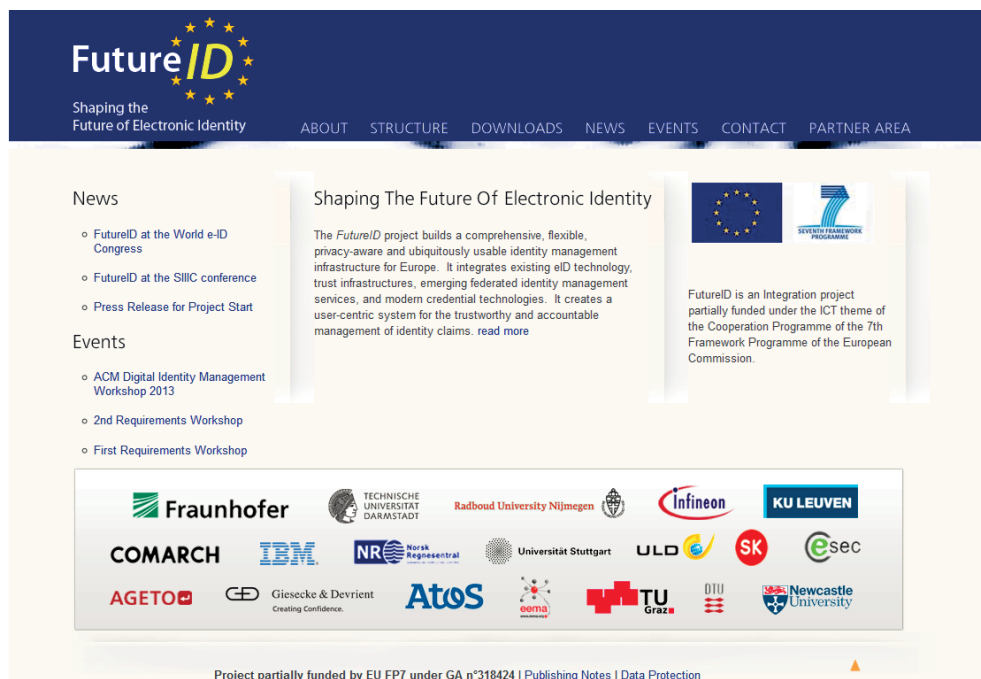 FutureID
Shaping the
Future of Electronic Identity
ABOUT STRUCTURE DOWNLOADS NEWS EVENTS CONTACT PARTNER AREA
News
FutureID at the World e-ID
Congress
FutureID at the SIIIC conference
Press Release for Project Start
Events
ACM Digital Identity Management
Workshop 2013
2nd Requirements Workshop
First Requirements Workshop
Shaping The Future Of Electronic Identity
The FutureID project builds a comprehensive, flexible,
privacy-aware and ubiquitously usable identity management
infrastructure for Europe. It integrates existing eID technology,
trust infrastructures, emerging federated identity management
services, and modern credential technologies. It creates a
user-centric system for the trustworthy and accountable
management of identity claims. read more
SEVENTH FRAMEWORK
PROGRAMME
FutureID is an Integration project
partially funded under the ICT theme of
the Cooperation Programme of the 7th
Framework Programme of the European
Commission.
Fraunhofer
TECHNISCHE
UNIVERSITÄT
DARMSTADT
Radboud University Nijmegen
infineon
KU LEUVEN
COMARCH
IBM.
NR
Norsk
Regnesentral
Universität Stuttgart
ULD
SK
esec
AGETO
G&D
Giesecke & Devrient
Creating Confidence.
Atos
eema
TU
Graz
DTU
Newcastle
University
Project partially funded by EU FP7 under GA n°318424 | Publishing Notes | Data Protection